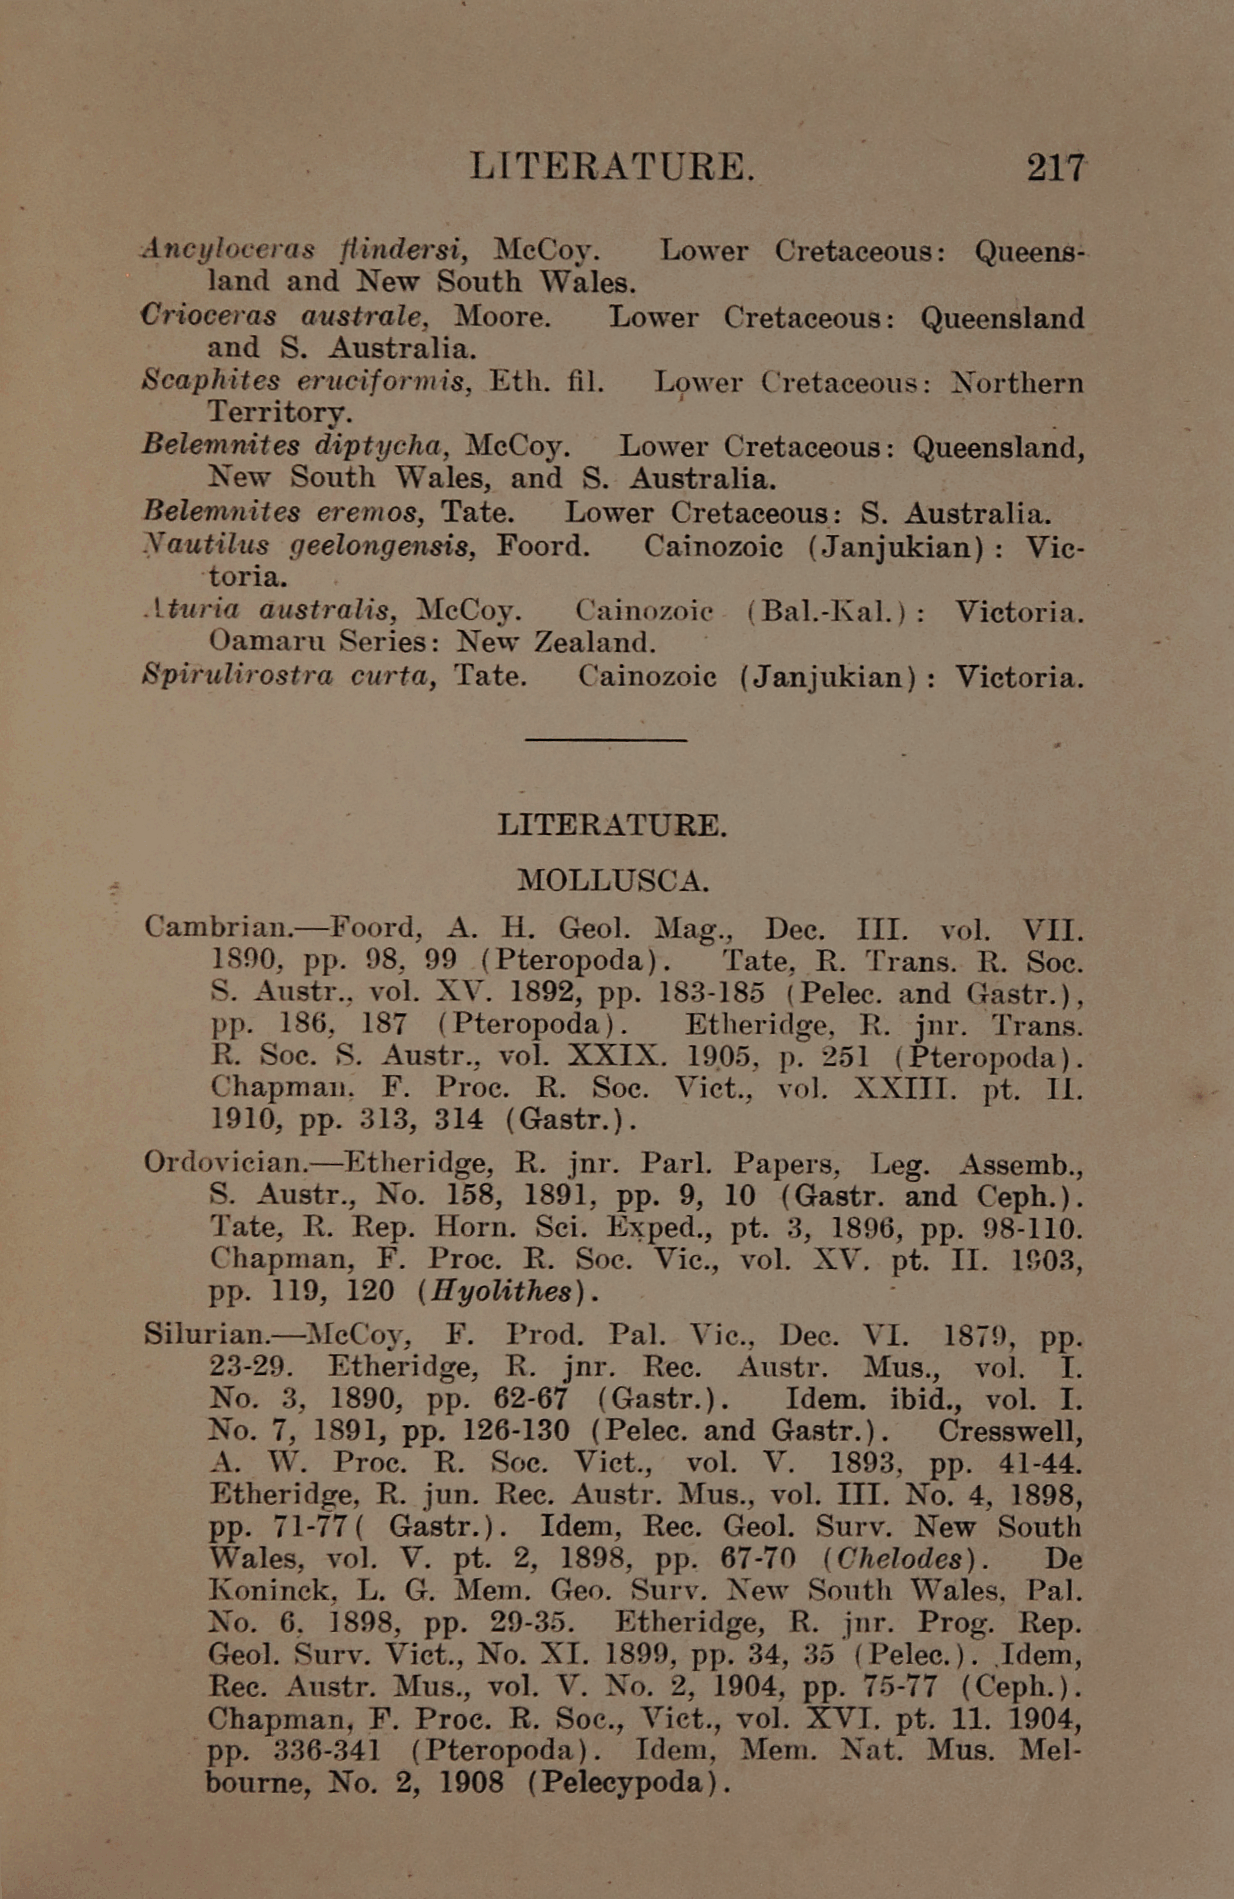 LITERATURE. 217
Ancyloceras flindersi, McCoy. Lower Cretaceous: Queens-
land and New South Wales.
Crioceras australe, Moore. Lower Cretaceous: Queensland
and S. Australia.
Scaphites eruciformis, Eth. fil. Lower Cretaceous: Northern
Territory.
Belemnites diptycha, McCoy. Lower Cretaceous: Queensland,
New South Wales, and S. Australia.
Belemnites eremos, Tate. Lower Cretaceous: S. Australia.
Nautilus geelongensis, Foord. Cainozoic (Janjukian): Vic-
toria.
Aturia australis, McCoy. Cainozoic (Bal.-Kal.): Victoria.
Oamaru Series: New Zealand.
Spirulirostra curta, Tate. Cainozoic (Janjukian): Victoria.
LITERATURE.
MOLLUSCA.
Cambrian.—Foord, A. H. Geol. Mag., Dec. III. vol. VII.
1890, pp. 98, 99 (Pteropoda). Tate, R. Trans. R. Soc.
S. Austr., vol. XV. 1892, pp. 183-185 (Pelec. and Gastr.),
pp. 186, 187 (Pteropoda). Etheridge, R. jnr. Trans.
R. Soc. S. Austr., vol. XXIX. 1905, p. 251 (Pteropoda).
Chapman, F. Proc. R. Soc. Vict., vol. XXIII. pt. II.
1910, pp. 313, 314 (Gastr.).
Ordovician.—Etheridge, R. jnr. Parl. Papers, Leg. Assemb.,
S. Austr., No. 158, 1891, pp. 9, 10 (Gastr. and Ceph.).
Tate, R. Rep. Horn. Sci. Exped., pt. 3, 1896, pp. 98-110.
Chapman, F. Proc. R. Soc. Vic., vol. XV. pt. II. 1903,
pp. 119, 120 (Hyolithes).
Silurian.—McCoy, F. Prod. Pal. Vic., Dec. VI. 1879, pp.
23-29. Etheridge, R. jnr. Rec. Austr. Mus., vol. I.
No. 3, 1890, pp. 62-67 (Gastr.). Idem. ibid., vol. I.
No. 7, 1891, pp. 126-130 (Pelec. and Gastr.). Cresswell,
A. W. Proc. R. Soc. Vict., vol. V. 1893, pp. 41-44.
Etheridge, R. jun. Rec. Austr. Mus., vol. III. No. 4, 1898,
pp. 71-77( Gastr.). Idem, Rec. Geol. Surv. New South
Wales, vol. V. pt. 2, 1898, pp. 67-70 (Chelodes). De
Koninck, L. G. Mem. Geo. Surv. New South Wales, Pal.
No. 6, 1898, pp. 29-35. Etheridge, R. jnr. Prog. Rep.
Geol. Surv. Vict., No. XI. 1899, pp. 34, 35 (Pelec.). Idem,
Rec. Austr. Mus., vol. V. No. 2, 1904, pp. 75-77 (Ceph.).
Chapman, F. Proc. R. Soc., Vict., vol. XVI. pt. 11. 1904,
pp. 336-341 (Pteropoda). Idem, Mem. Nat. Mus. Mel-
bourne, No. 2, 1908 (Pelecypoda).